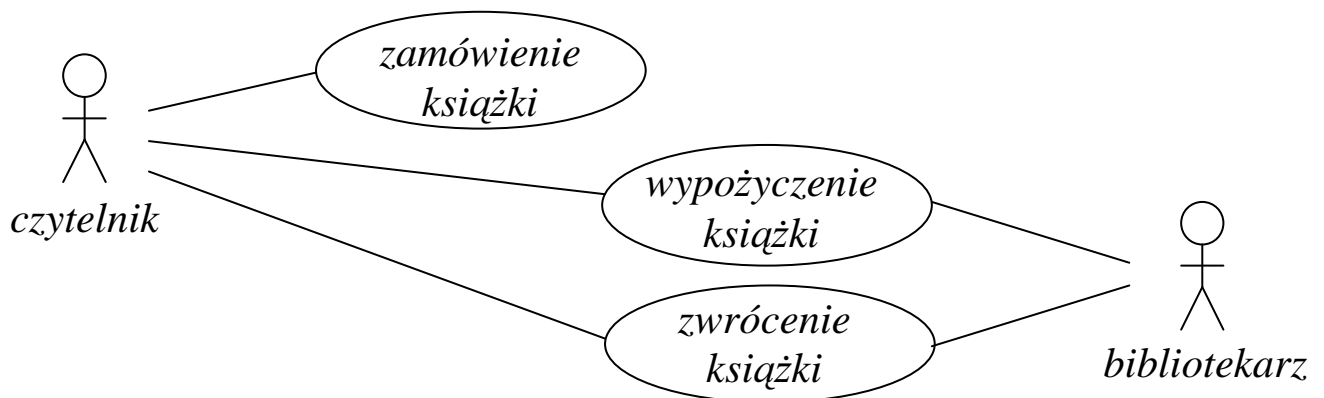 zamówienie
książki
czytelnik
wypożyczenie
książki
zwrócenie
książki
bibliotekarz